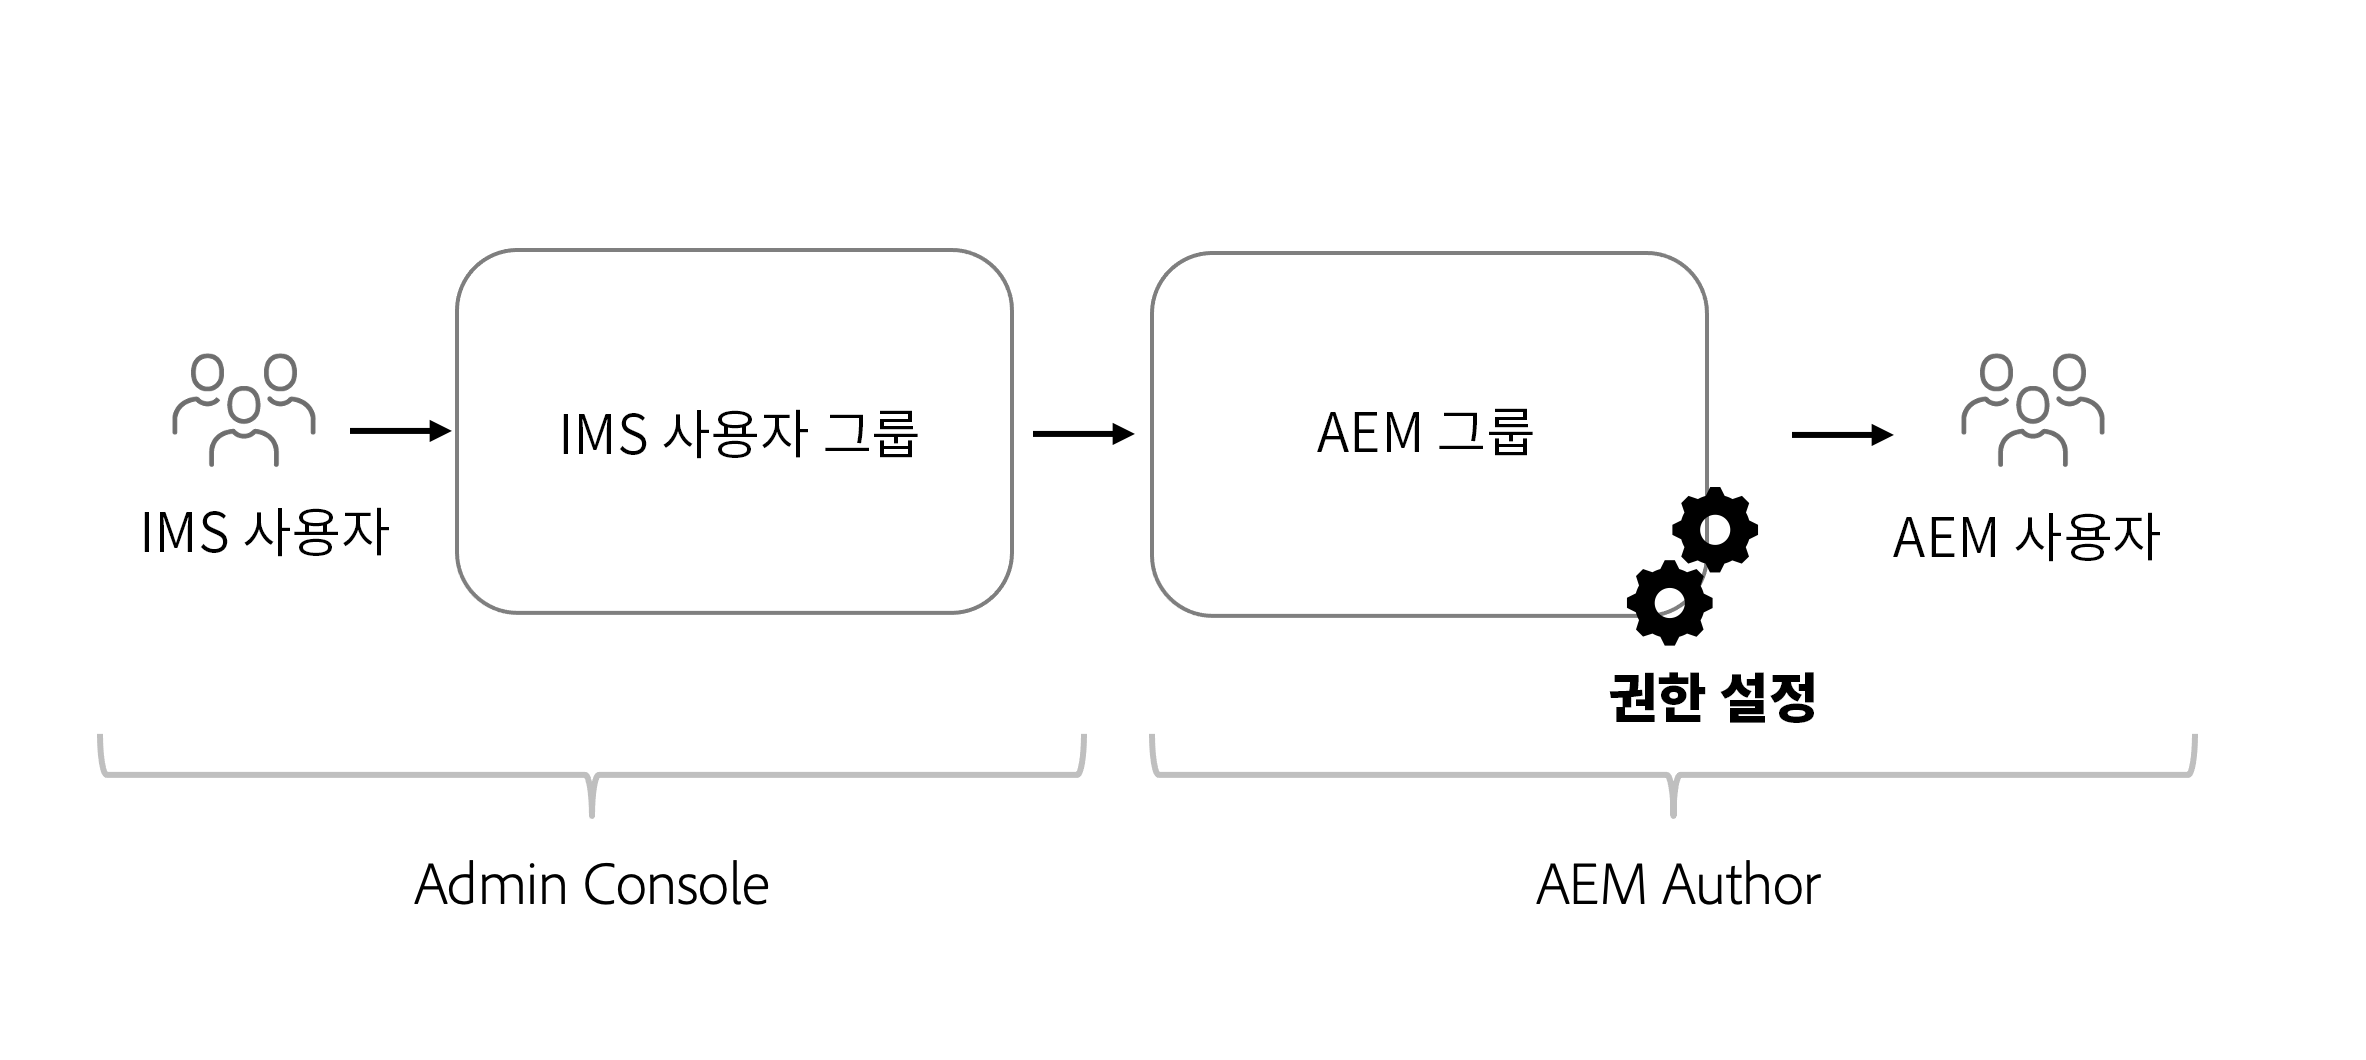 IMS 사용자
IMS 사용자 그룹
AEM 그룹
AEM 사용자
권한 설정
Admin Console
AEM Author